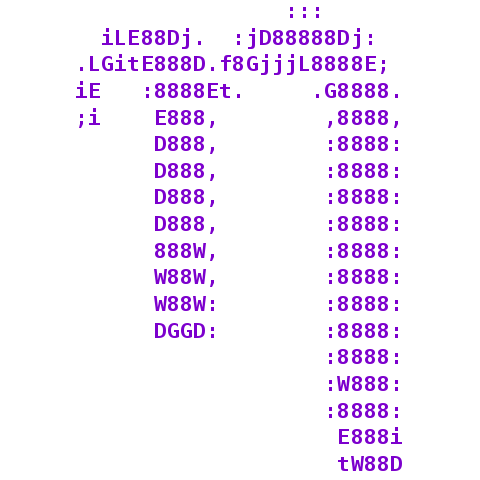 :::
  iLE88Dj.  :jD88888Dj:
.LGitE888D.f8GjjjL8888E;
iE   :8888Et.     .G8888.
;i    E888,        ,8888,
      D888,        :8888:
      D888,        :8888:
      D888,        :8888:
      D888,        :8888:
      888W,        :8888:
      W88W,        :8888:
      W88W:        :8888:
      DGGD:        :8888:
                   :8888:
                   :W888:
                   :8888:
                    E888i
                    tW88D